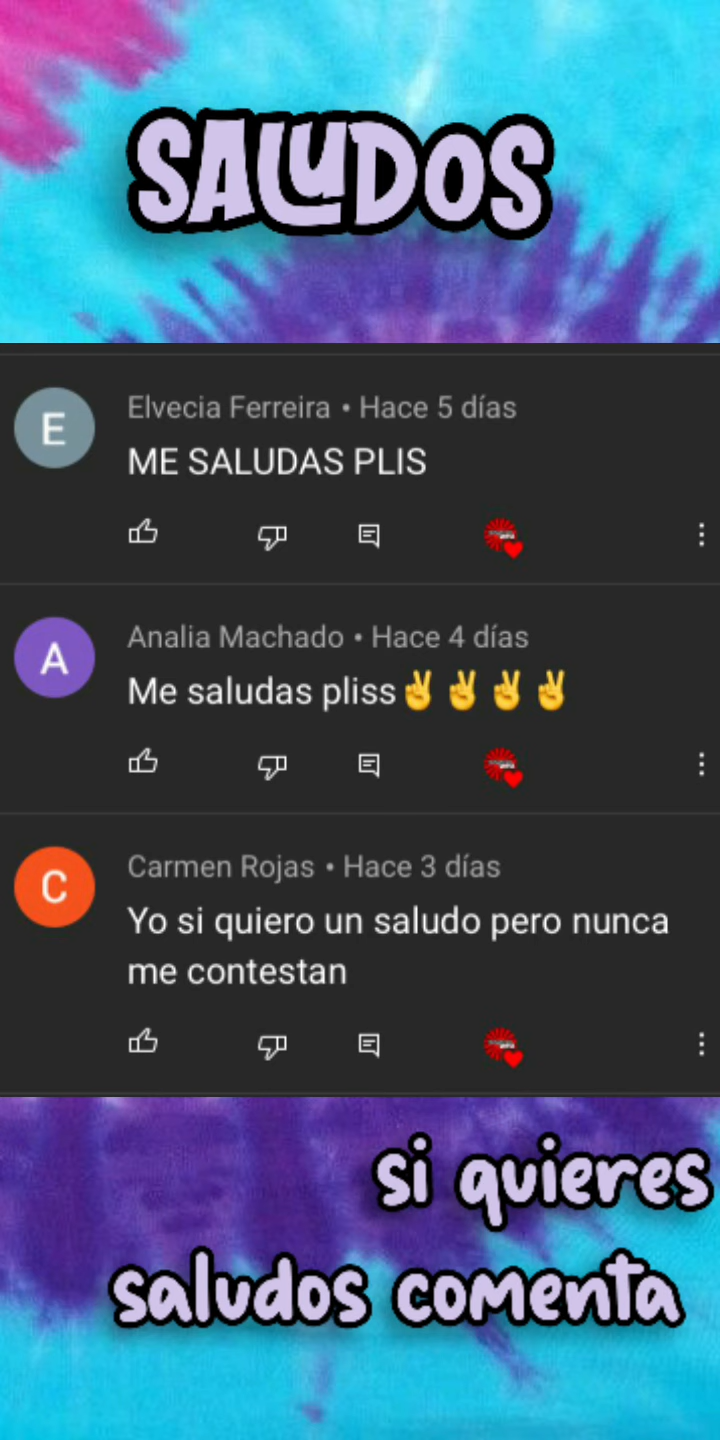 SALUDOS
E
Elvecia Ferreira • Hace 5 días
ME SALUDAS PLIS
A
Analia Machado • Hace 4 días
Me saludas pliss✌✌✌✌
C
Carmen Rojas • Hace 3 días
Yo si quiero un saludo pero nunca
me contestan
si quieres
saludos comenta